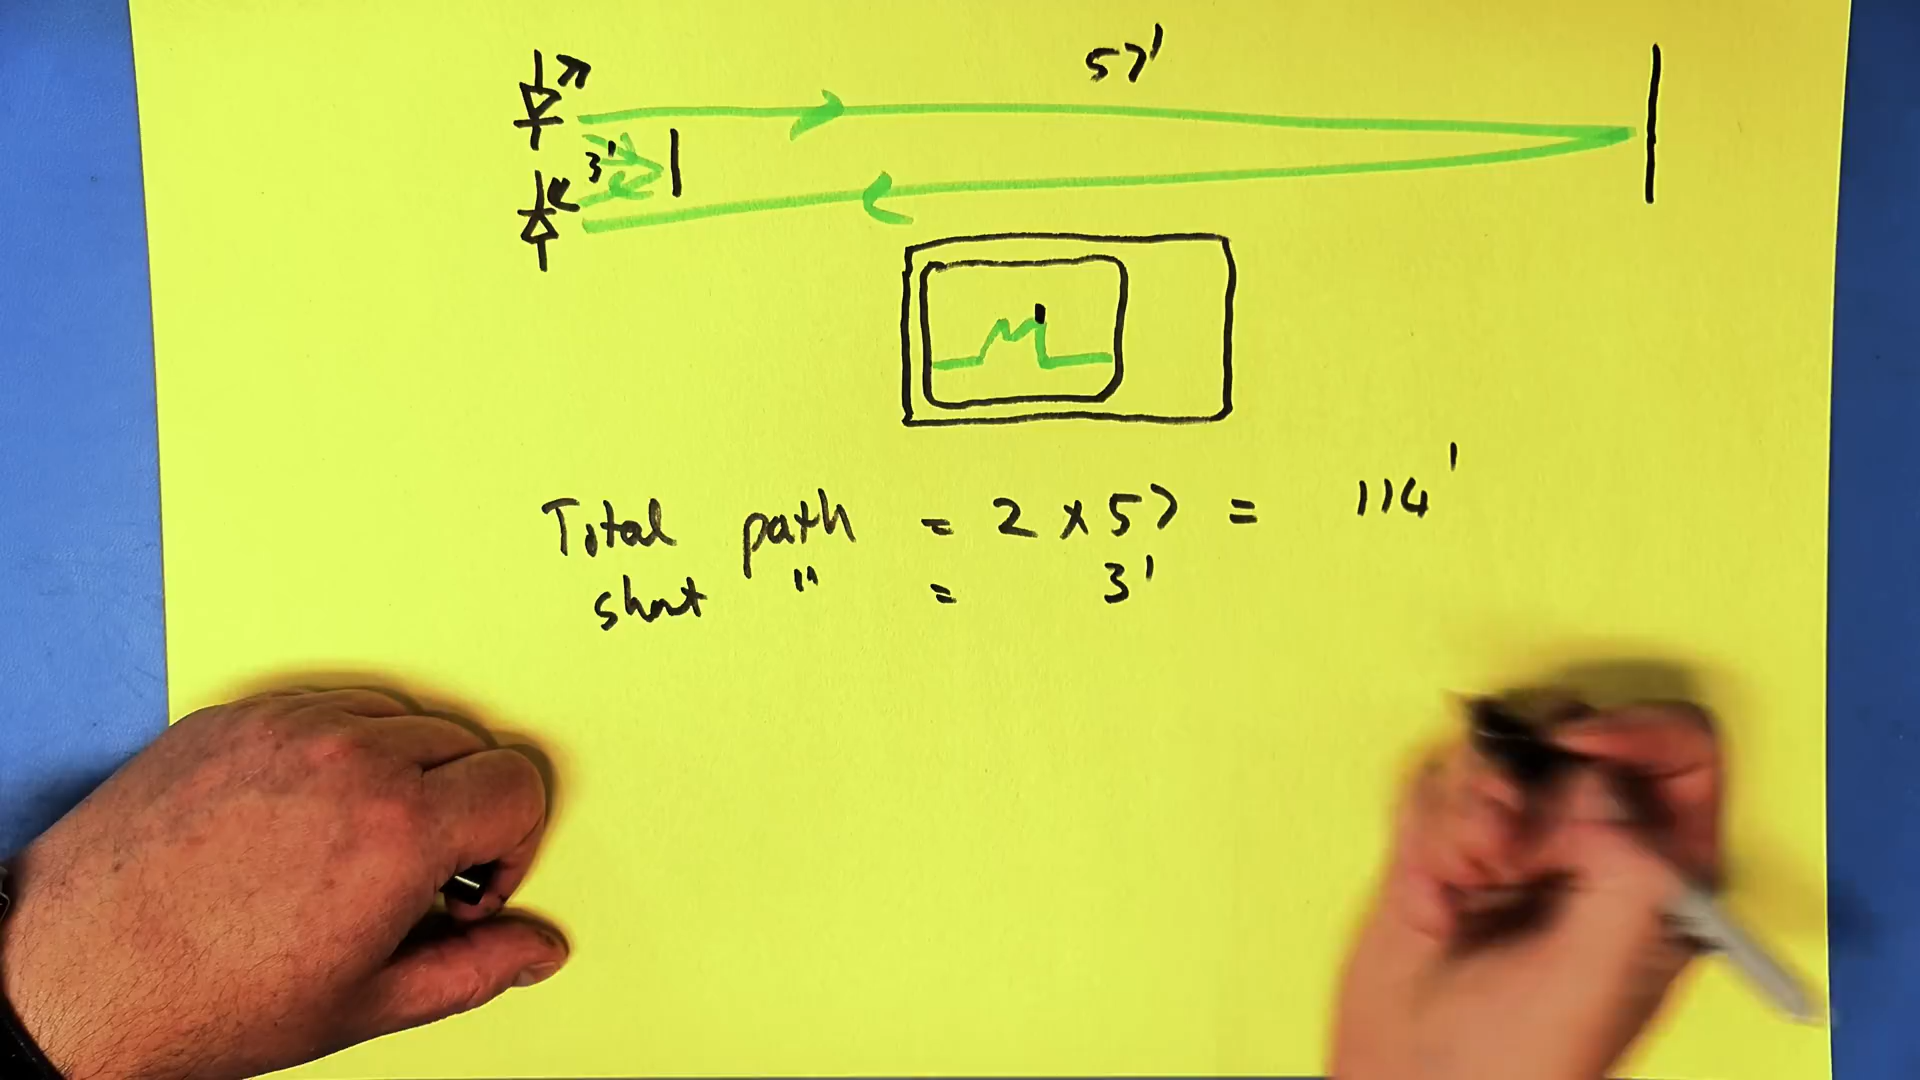 57'
3'
Total path = 2 x 57 = 114'
short " = 3'